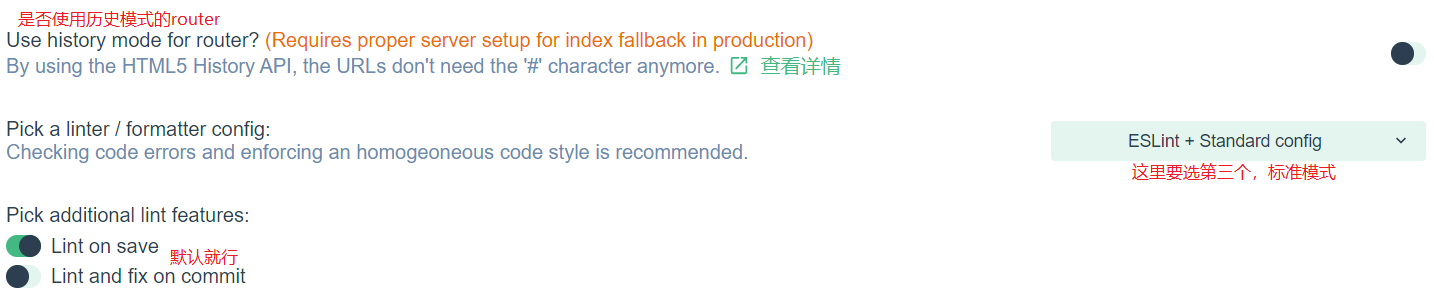 是否使用历史模式的router
Use history mode for router? (Requires proper server setup for index fallback in production)
By using the HTML5 History API, the URLs don't need the '#' character anymore. 查看详情
Pick a linter / formatter config:
Checking code errors and enforcing an homogeoneous code style is recommended.
ESLint + Standard config
这里要选第三个，标准模式
Pick additional lint features:
Lint on save
默认就行
Lint and fix on commit